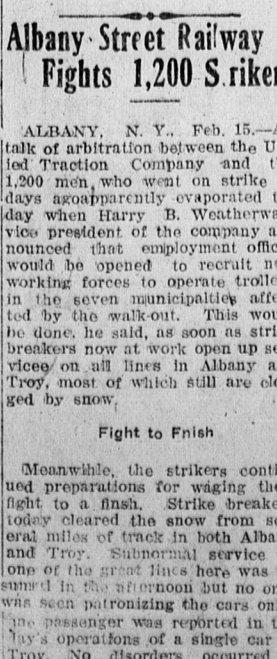 Albany Street Railway
Fights 1,200 S rike
ALBANY, N. Y., Feb. 15.—A
talk of arbitration between the U
ied Traction Company and t
1,200 men, who went on strike
days agoapparently evaporated t
day when Harry B. Weatherwa
vice president of the company a
nounced that employment offic
would be opened to recruit n
working forces to operate trolle
in the seven municipalties affe
ted by the walk-out. This wou
be done, he said, as soon as stri
breakers now at work open up s
vicee on all lines in Albany a
Troy, most of which still are clo
ged by snow.
Fight to Fnish
Meanwhile, the strikers conti
ued preparations for waging the
fight to a finsh. Strike breake
today cleared the snow from s
eral miles of track in both Alba
and Troy. Subnormal service
one of the great lines here was
sumed in the afternoon but no on
was seen patronizing the cars on
passenger was reported in t
day's operations of a single car
Troy. No disorders occurred